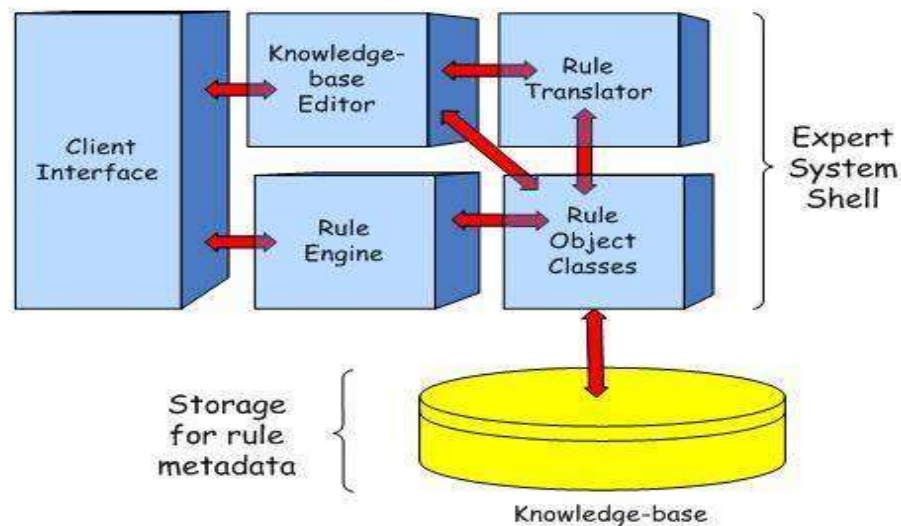 Knowledge-
base
Editor
Rule
Translator
Client
Interface
Expert
System
Shell
Rule
Engine
Rule
Object
Classes
Storage
for rule
metadata
Knowledge-base